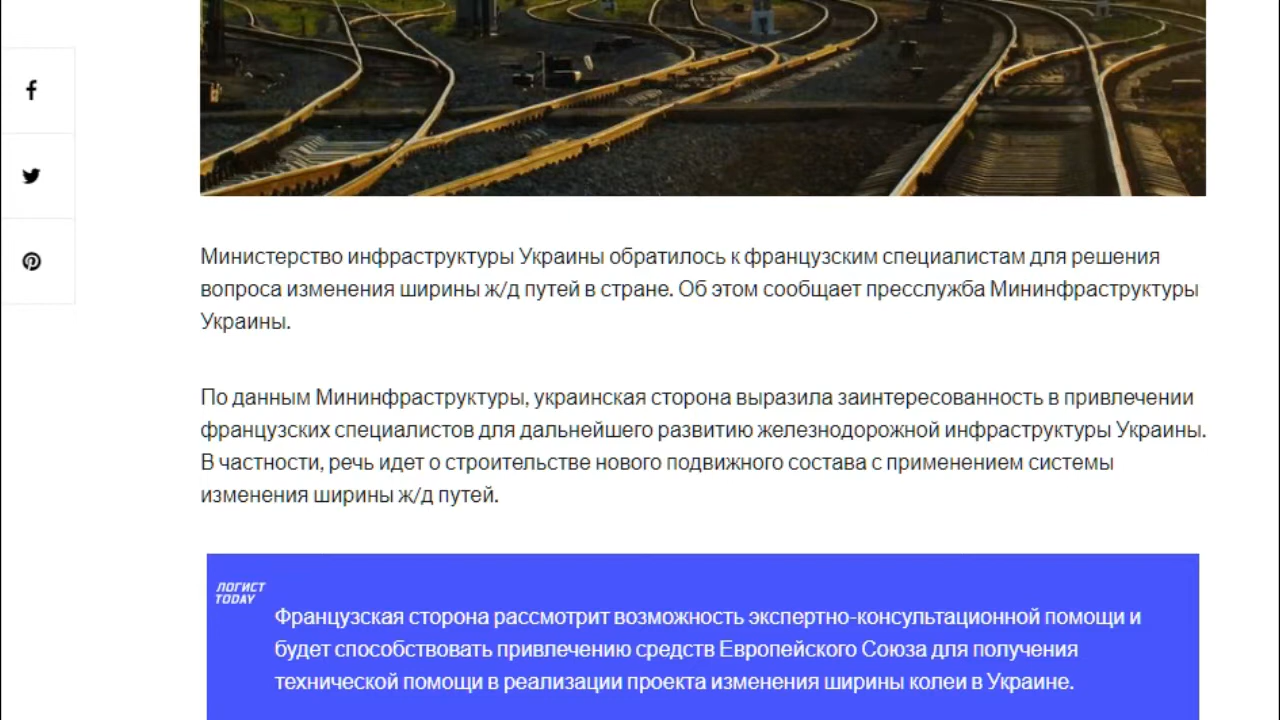 Министерство инфраструктуры Украины обратилось к французским специалистам для решения
вопроса изменения ширины ж/д путей в стране. Об этом сообщает пресслужба Мининфраструктуры
Украины.
По данным Мининфраструктуры, украинская сторона выразила заинтересованность в привлечении
французских специалистов для дальнейшего развитию железнодорожной инфраструктуры Украины.
В частности, речь идет о строительстве нового подвижного состава с применением системы
изменения ширины ж/д путей.
ЛОГИСТ
TODAY
Французская сторона рассмотрит возможность экспертно-консультационной помощи и
будет способствовать привлечению средств Европейского Союза для получения
технической помощи в реализации проекта изменения ширины колеи в Украине.